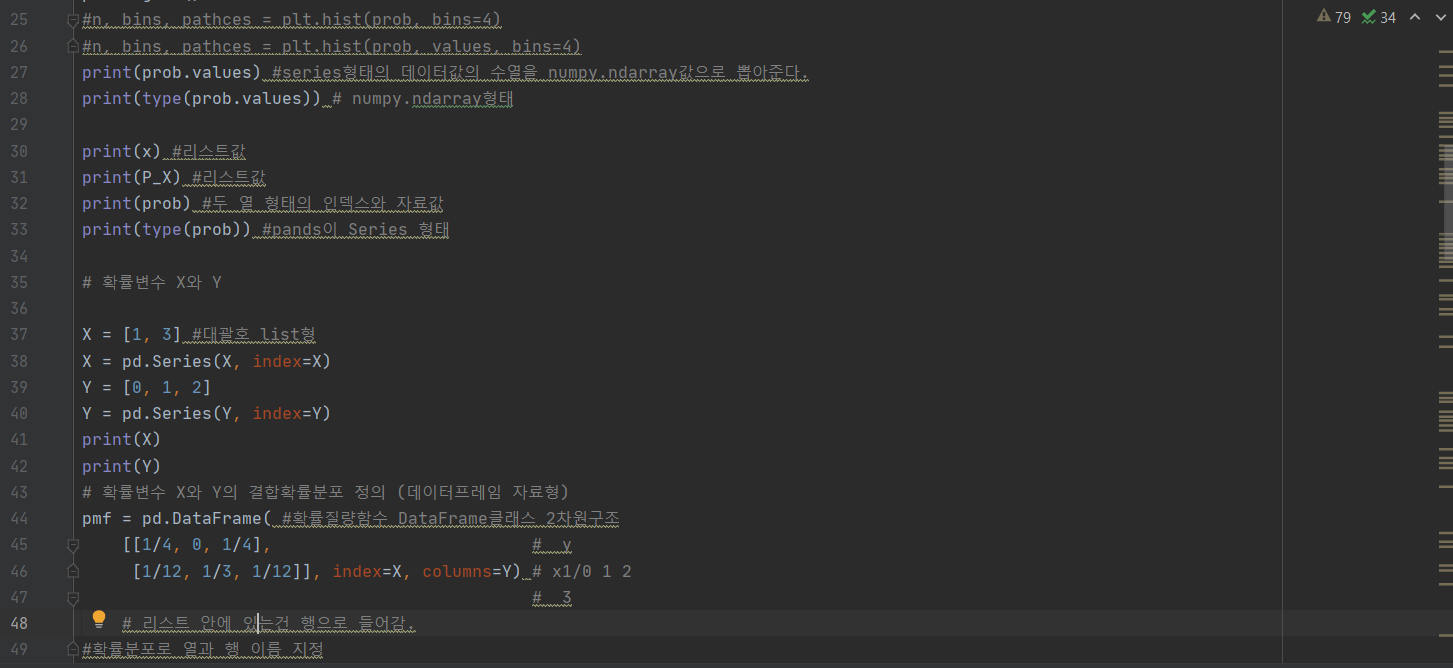 79 34
25 #n, bins, pathces = plt.hist(prob, bins=4)
26 #n, bins, pathces = plt.hist(prob, values, bins=4)
27 print(prob.values) #series형태의 데이터값의 수열을 numpy.ndarray값으로 뽑아준다.
28 print(type(prob.values)) # numpy.ndarray형태
29
30 print(x) #리스트값
31 print(P_X) #리스트값
32 print(prob) #두 열 형태의 인덱스와 자료값
33 print(type(prob)) #pands이 Series 형태
34
35 # 확률변수 X와 Y
36
37 X = [1, 3] #대괄호 list형
38 X = pd.Series(X, index=X)
39 Y = [0, 1, 2]
40 Y = pd.Series(Y, index=Y)
41 print(X)
42 print(Y)
43 # 확률변수 X와 Y의 결합확률분포 정의 (데이터프레임 자료형)
44 pmf = pd.DataFrame( #확률질량함수 DataFrame클래스 2차원구조
45 [[1/4, 0, 1/4], # y
46 [1/12, 1/3, 1/12]], index=X, columns=Y) # x1/0 1 2
47 # 3
48 # 리스트 안에 있는건 행으로 들어감.
49 #확률분포로 열과 행 이름 지정